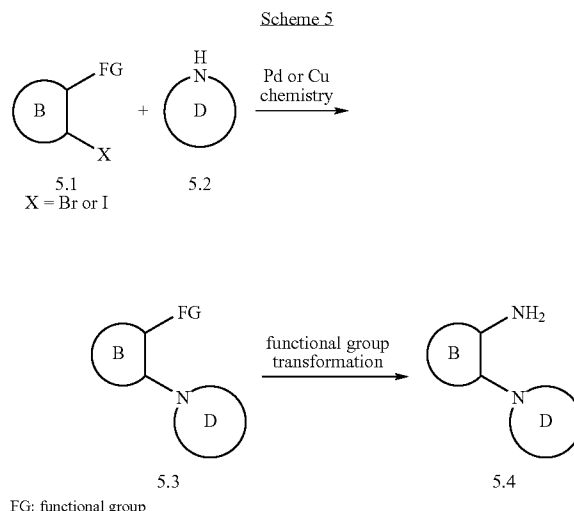 Scheme 5
FG
B
X
+
H
N
D
Pd or Cu
chemistry
5.1
X = Br or I
5.2
FG
B
N
D
5.3
functional group
transformation
NH2
B
N
D
5.4
FG: functional group